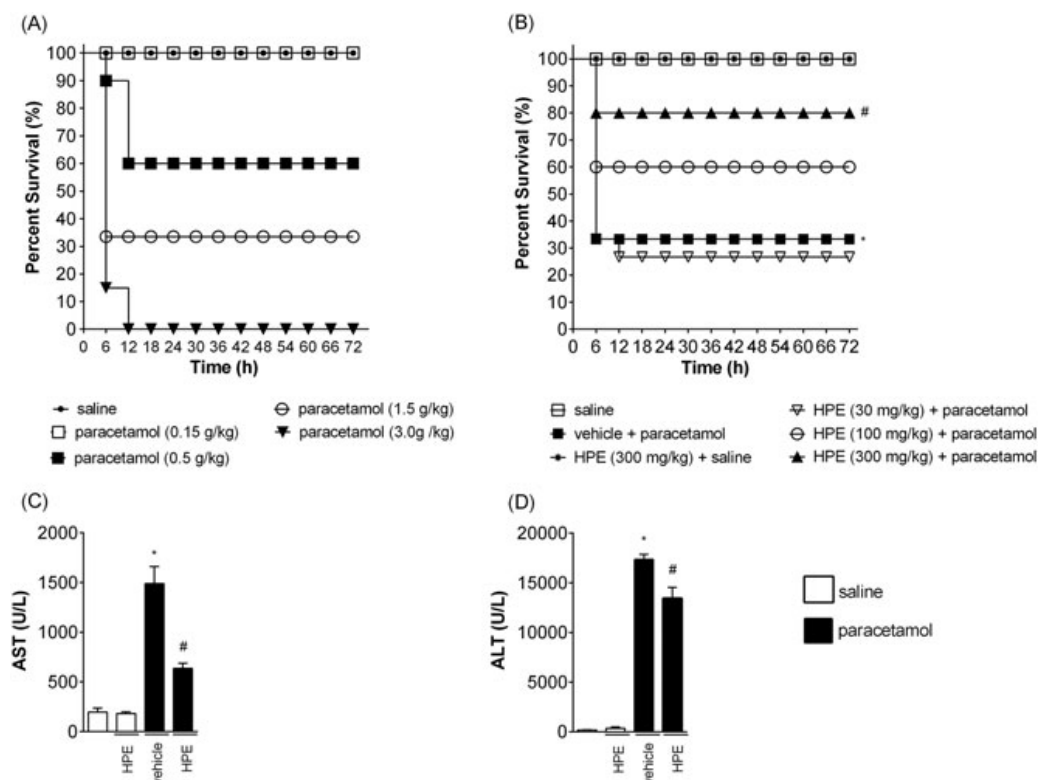 (A)
Percent Survival (%)
100
90
80
70
60
50
40
30
20
10
0
0 6 12 18 24 30 36 42 48 54 60 66 72
Time (h)
saline
paracetamol (0.15 g/kg)
paracetamol (0.5 g/kg)
paracetamol (1.5 g/kg)
paracetamol (3.0g /kg)
(B)
Percent Survival (%)
100
90
80
70
60
50
40
30
20
10
0
#
*
0 6 12 18 24 30 36 42 48 54 60 66 72
Time (h)
saline
vehicle + paracetamol
HPE (300 mg/kg) + saline
HPE (30 mg/kg) + paracetamol
HPE (100 mg/kg) + paracetamol
HPE (300 mg/kg) + paracetamol
(C)
AST (U/L)
2000
1500
1000
500
0
*
#
HPE
vehicle
HPE
(D)
ALT (U/L)
20000
15000
10000
5000
0
*
#
HPE
vehicle
HPE
saline
paracetamol